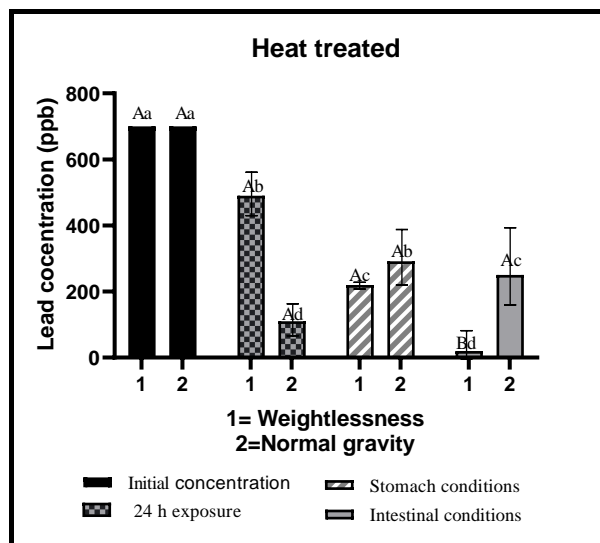 Heat treated
Lead cocentration (ppb)
800
600
400
200
0
Aa Aa
Ab
Ad
Ac
Ab
Bd
Ac
1 2 1 2 1 2 1 2
1= Weightlessness
2=Normal gravity
Initial concentration
Stomach conditions
24 h exposure
Intestinal conditions